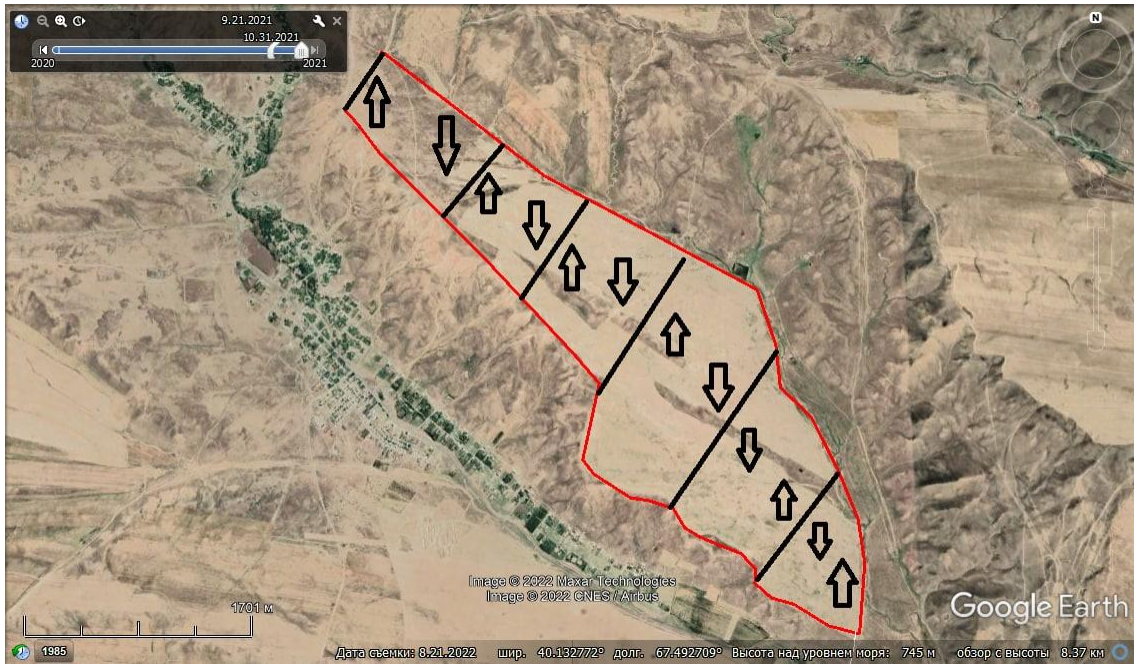 9.21.2021
10.31.2021
2020
2021
N
Image © 2022 Maxar Technologies
Image © 2022 CNES / Airbus
1701 м
Google Earth
1985
Дата съемки: 8.21.2022 шир. 40.132772° долг. 67.492709° Высота над уровнем моря: 745 м обзор с высоты 8.37 км